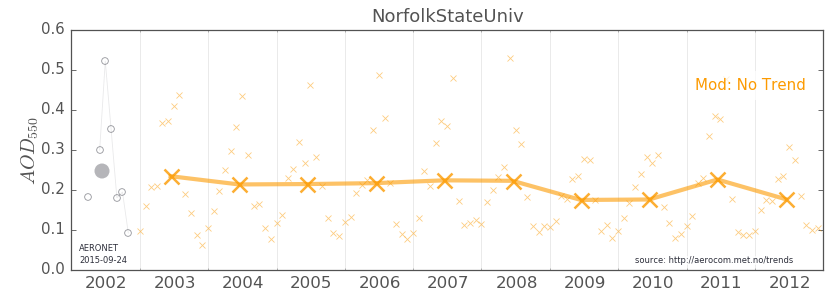 NorfolkStateUniv
0.6
0.5
0.4
0.3
0.2
0.1
0.0
AOD550
Mod: No Trend
AERONET
2015-09-24
source: http://aerocom.met.no/trends
2002 2003 2004 2005 2006 2007 2008 2009 2010 2011 2012